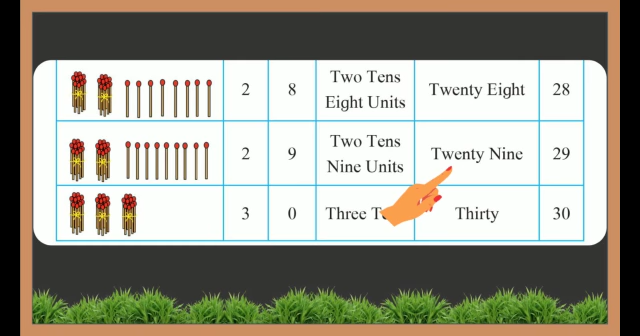 2 8 Two Tens Twenty Eight 28
Eight Units
2 9 Two Tens Twenty Nine 29
Nine Units
3 0 Three Thirty 30